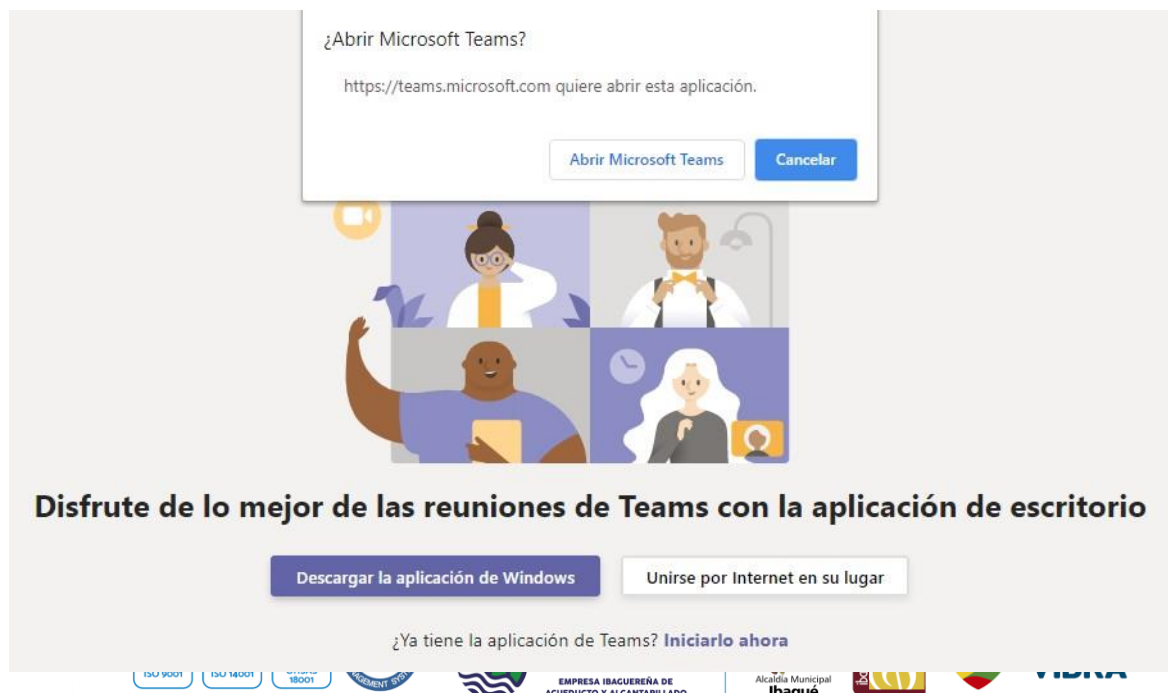 ¿Abrir Microsoft Teams?
https://teams.microsoft.com quiere abrir esta aplicación.
Abrir Microsoft Teams
Cancelar
Disfrute de lo mejor de las reuniones de Teams con la aplicación de escritorio
Descargar la aplicación de Windows
Unirse por Internet en su lugar
¿Ya tiene la aplicación de Teams? Iniciarlo ahora
ISO 9001
ISO 14001
18001
EMPRESA IBAGUEREÑA DE
ACUEDUCTO Y ALCANTARILLADO
Alcaldía Municipal
Ibagué